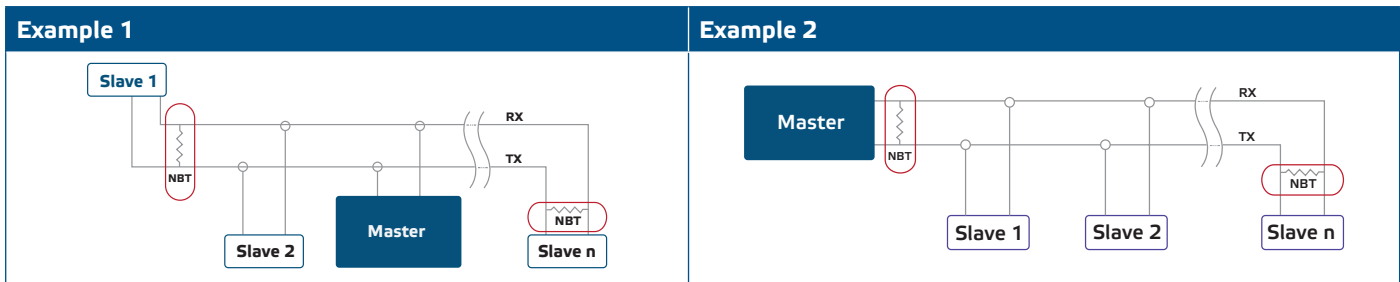 Example 1
Slave 1
RX
TX
NBT
NBT
Master
Slave 2
Slave n
Example 2
RX
Master
TX
NBT
NBT
Slave 1
Slave 2
Slave n